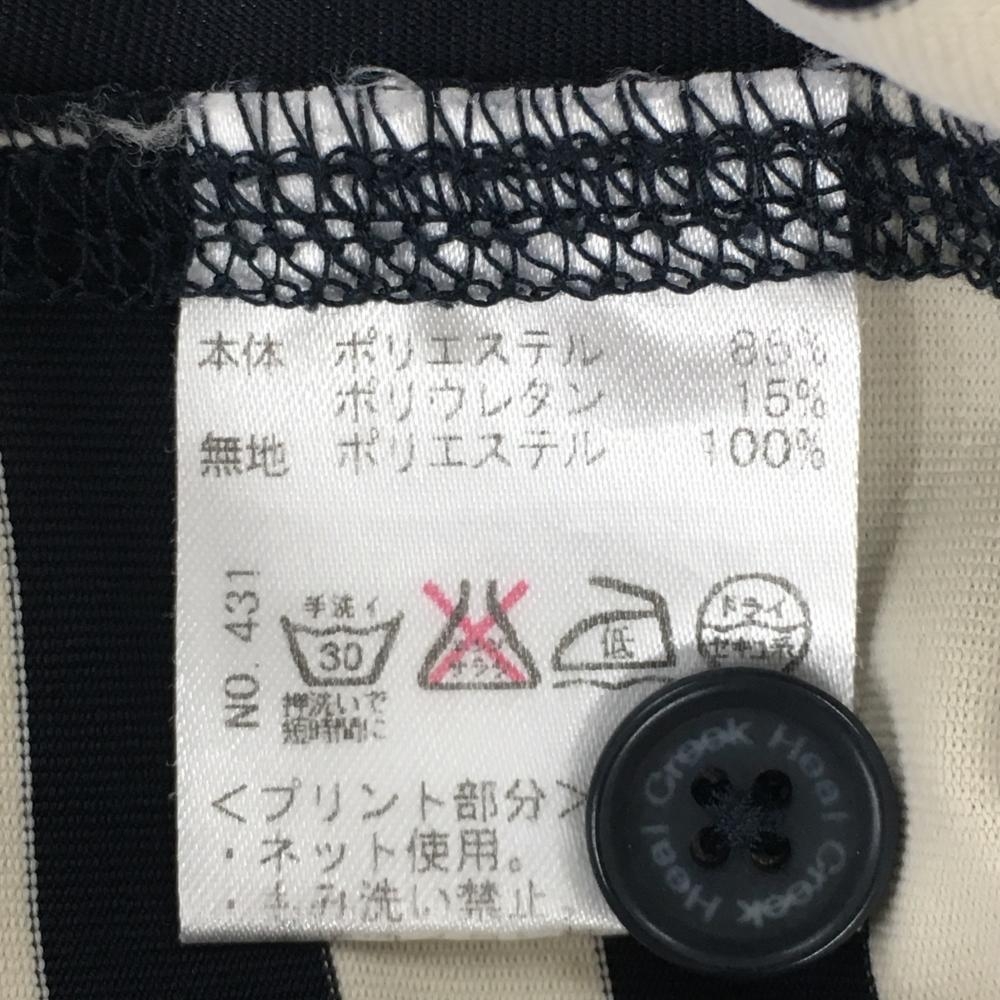 本体 ポリエステル 85%
ポリウレタン 15%
無地 ポリエステル 100%
NO. 431
手洗イ
30
押洗いで
短時間に
低
ドライ
セキユ系
<プリント部分>
・ネット使用。
・もみ洗い禁止
Heal Creek Heal Creek